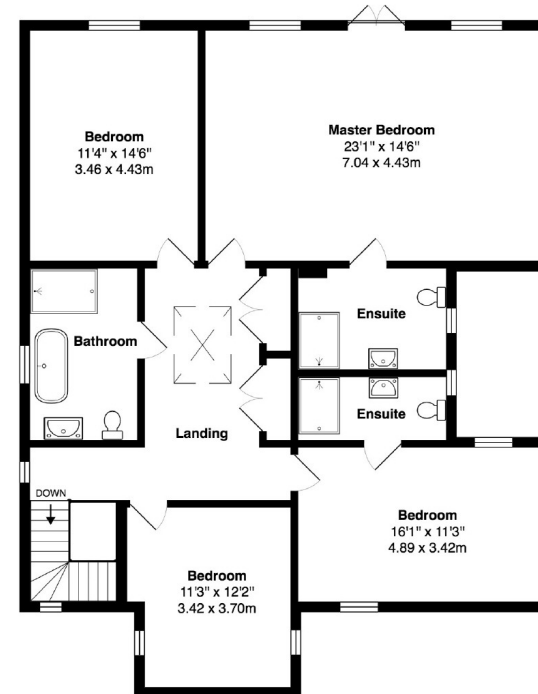 Bedroom
11'4" x 14'6"
3.46 x 4.43m
Master Bedroom
23'1" x 14'6"
7.04 x 4.43m
Bathroom
Ensuite
Ensuite
Landing
DOWN
Bedroom
16'1" x 11'3"
4.89 x 3.42m
Bedroom
11'3" x 12'2"
3.42 x 3.70m